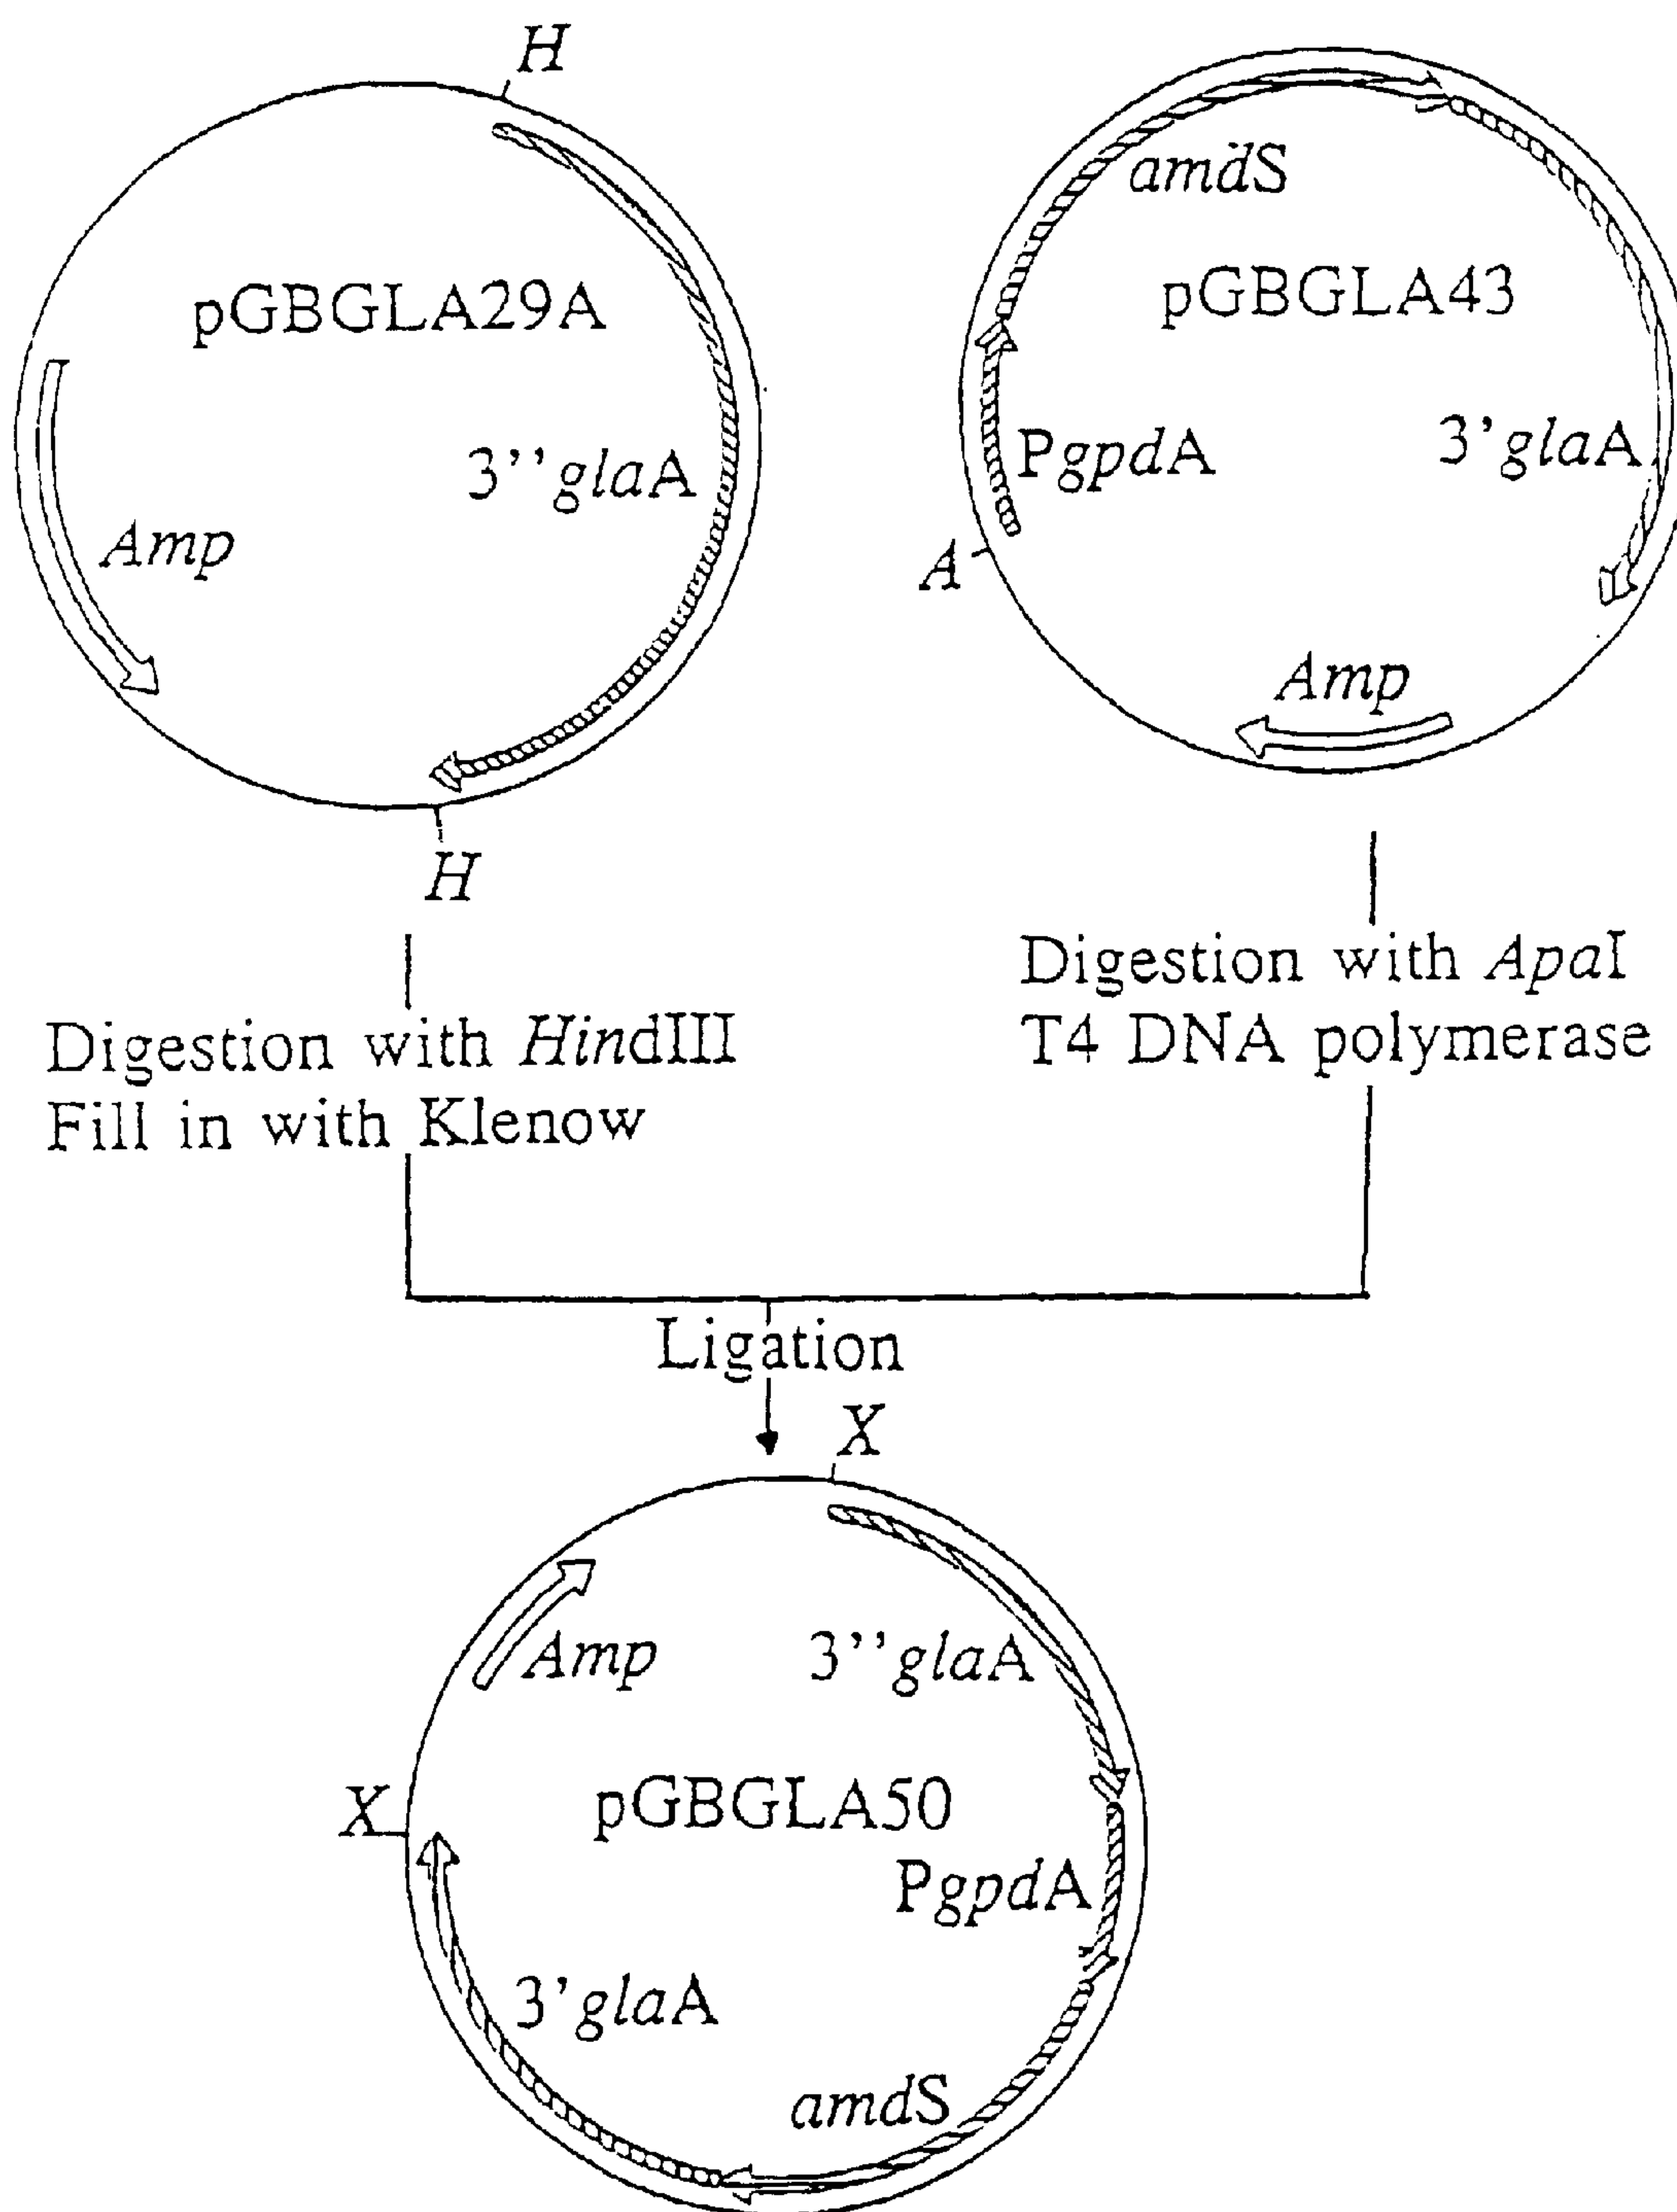 H
amdS
pGBGLA29A
pGBGLA43
3''glaA
3'glaA
PgpdA
Amp
A
Amp
H
Digestion with HindIII
Fill in with Klenow
Digestion with ApaI
T4 DNA polymerase
Ligation
X
Amp
3''glaA
X
pGBGLA50
PgpdA
3'glaA
amdS